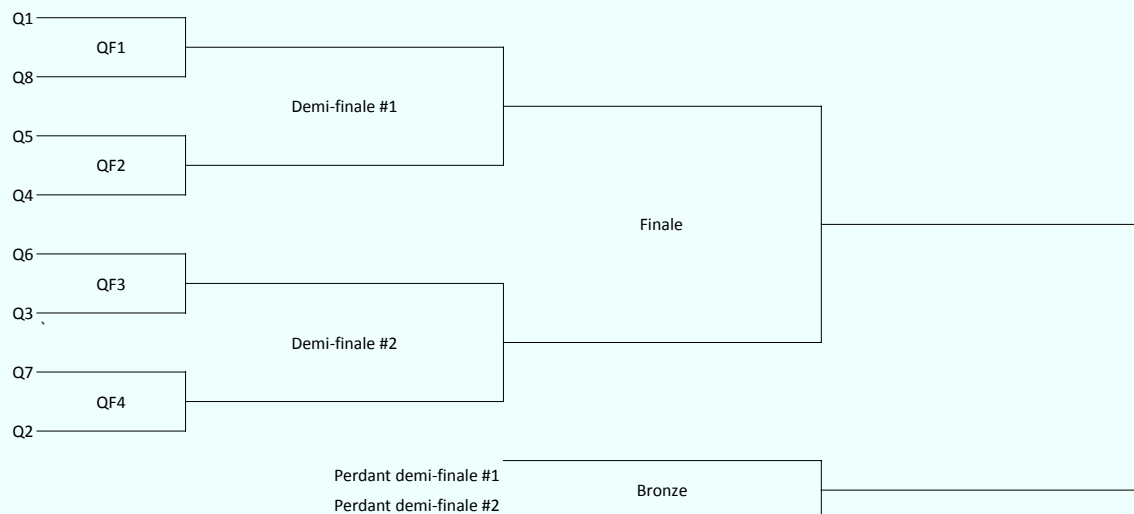 Q1
QF1
Q8
Demi-finale #1
Q5
QF2
Q4
Finale
Q6
QF3
Q3
`
Demi-finale #2
Q7
QF4
Q2
Perdant demi-finale #1
Bronze
Perdant demi-finale #2